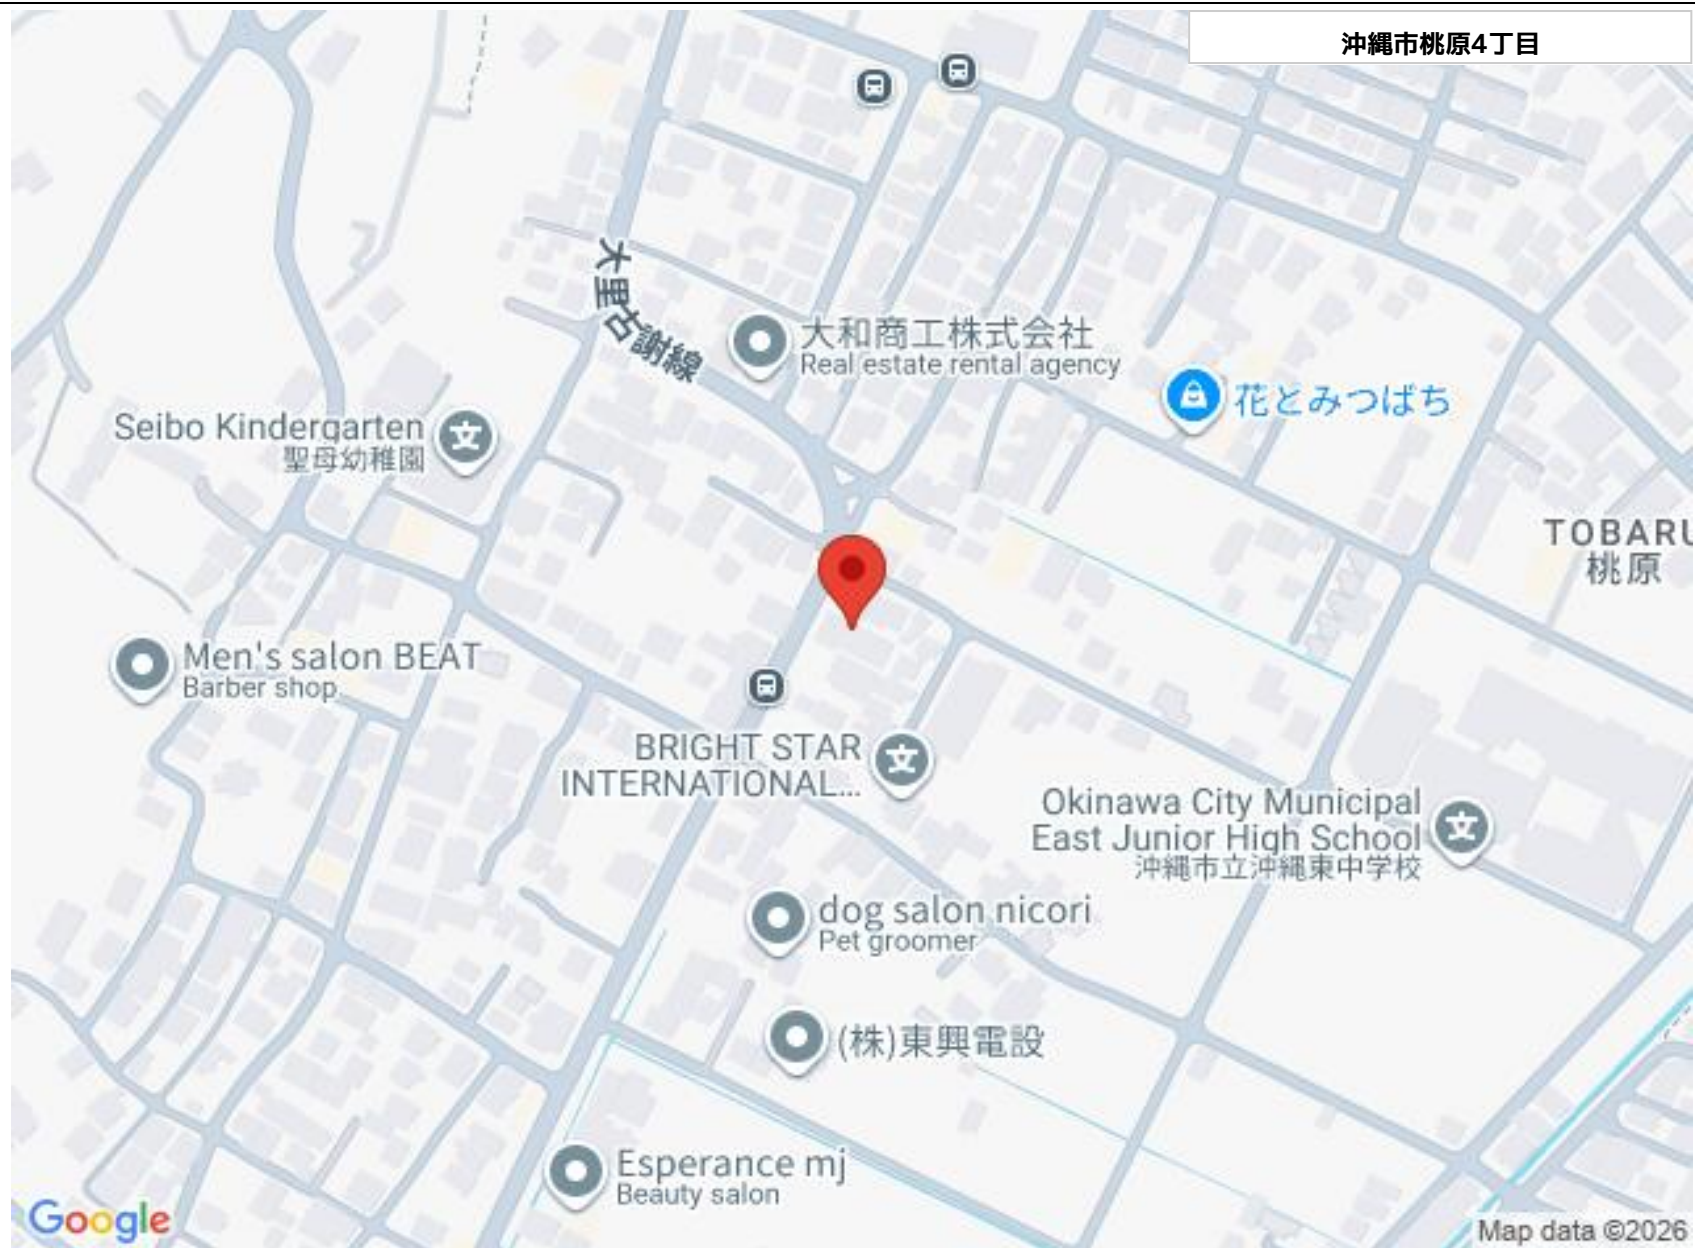 沖縄市桃原4丁目
大里古謝線
大和商工株式会社
Real estate rental agency
花とみつばち
Seibo Kindergarten
聖母幼稚園
TOBARU
桃原
Men's salon BEAT
Barber shop
BRIGHT STAR
INTERNATIONAL...
Okinawa City Municipal
East Junior High School
沖縄市立沖縄東中学校
dog salon nicori
Pet groomer
(株)東興電設
Esperance mj
Beauty salon
Google
Map data ©2026